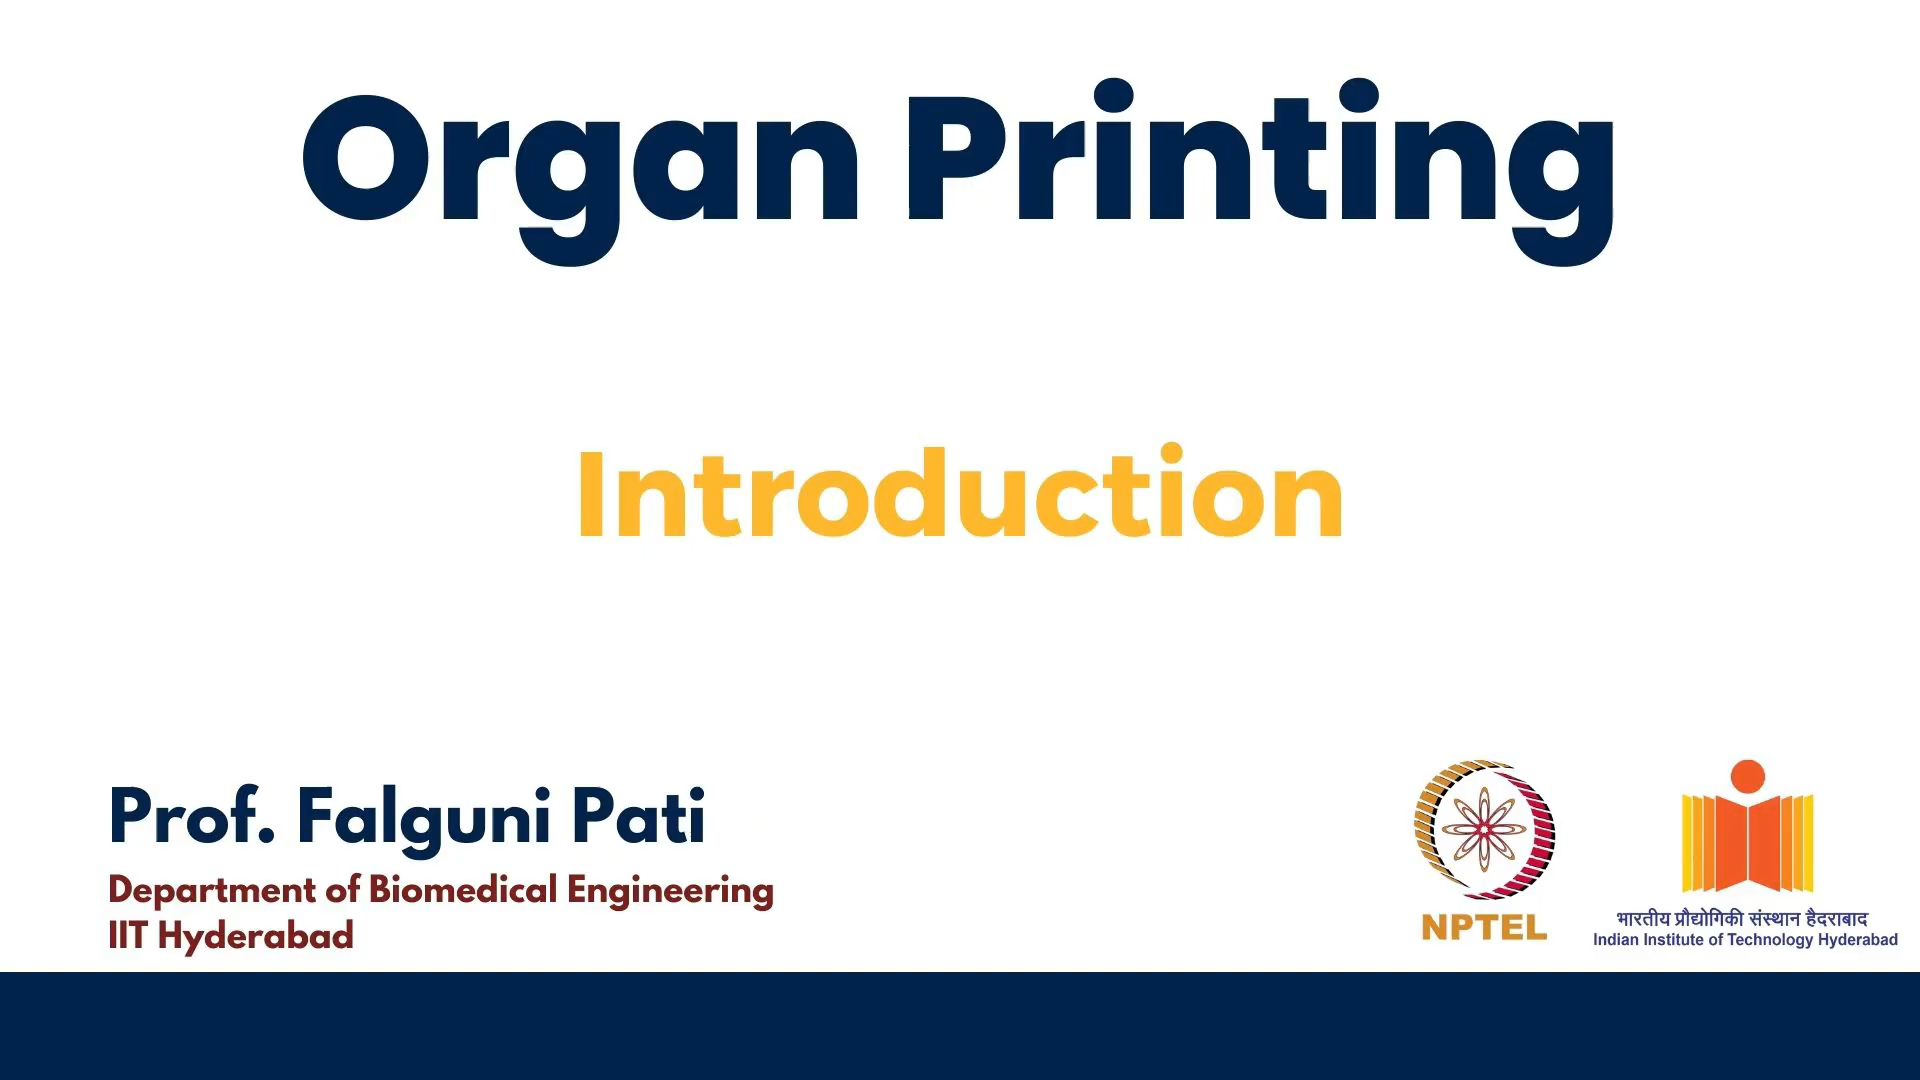 Organ Printing
Introduction
Prof. Falguni Pati
Department of Biomedical Engineering
IIT Hyderabad
NPTEL
भारतीय प्रौद्योगिकी संस्थान हैदराबाद
Indian Institute of Technology Hyderabad